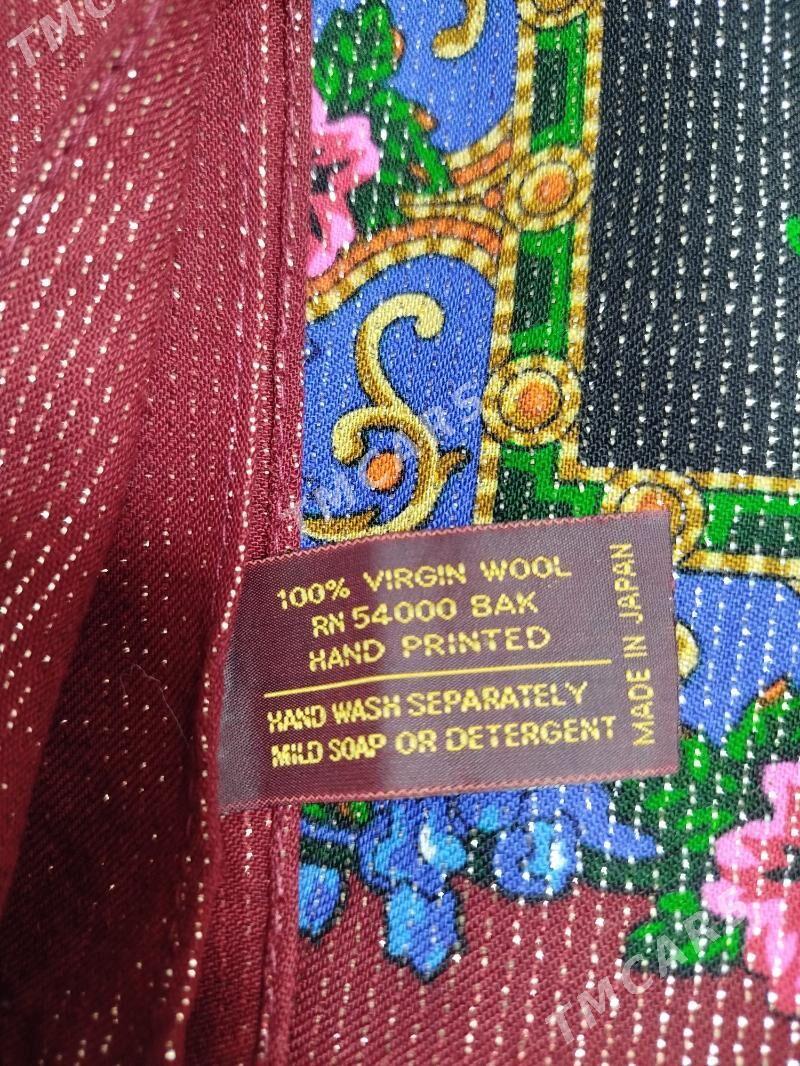 TMCARS
TMCARS
100% VIRGIN WOOL
RN 54000 BAK
HAND PRINTED
HAND WASH SEPARATELY
MILD SOAP OR DETERGENT
MADE IN JAPAN
TMCARS